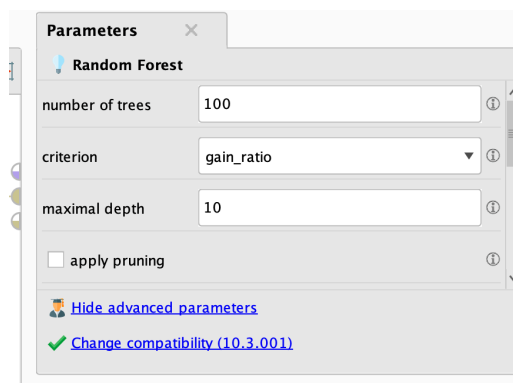 Parameters
Random Forest
number of trees 100
criterion gain_ratio
maximal depth 10
apply pruning
Hide advanced parameters
Change compatibility (10.3.001)